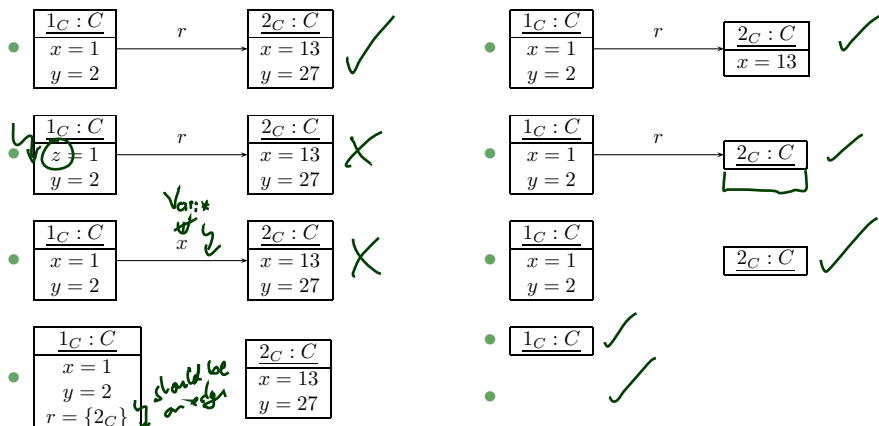 1_C : C
x = 1
y = 2
r
2_C : C
x = 13
y = 27
1_C : C
z = 1
y = 2
r
2_C : C
x = 13
y = 27
1_C : C
x = 1
y = 2
x
2_C : C
x = 13
y = 27
1_C : C
x = 1
y = 2
r = {2_C}
should be
an edge
2_C : C
x = 13
y = 27
1_C : C
x = 1
y = 2
r
2_C : C
x = 13
1_C : C
x = 1
y = 2
r
2_C : C
1_C : C
x = 1
y = 2
2_C : C
1_C : C